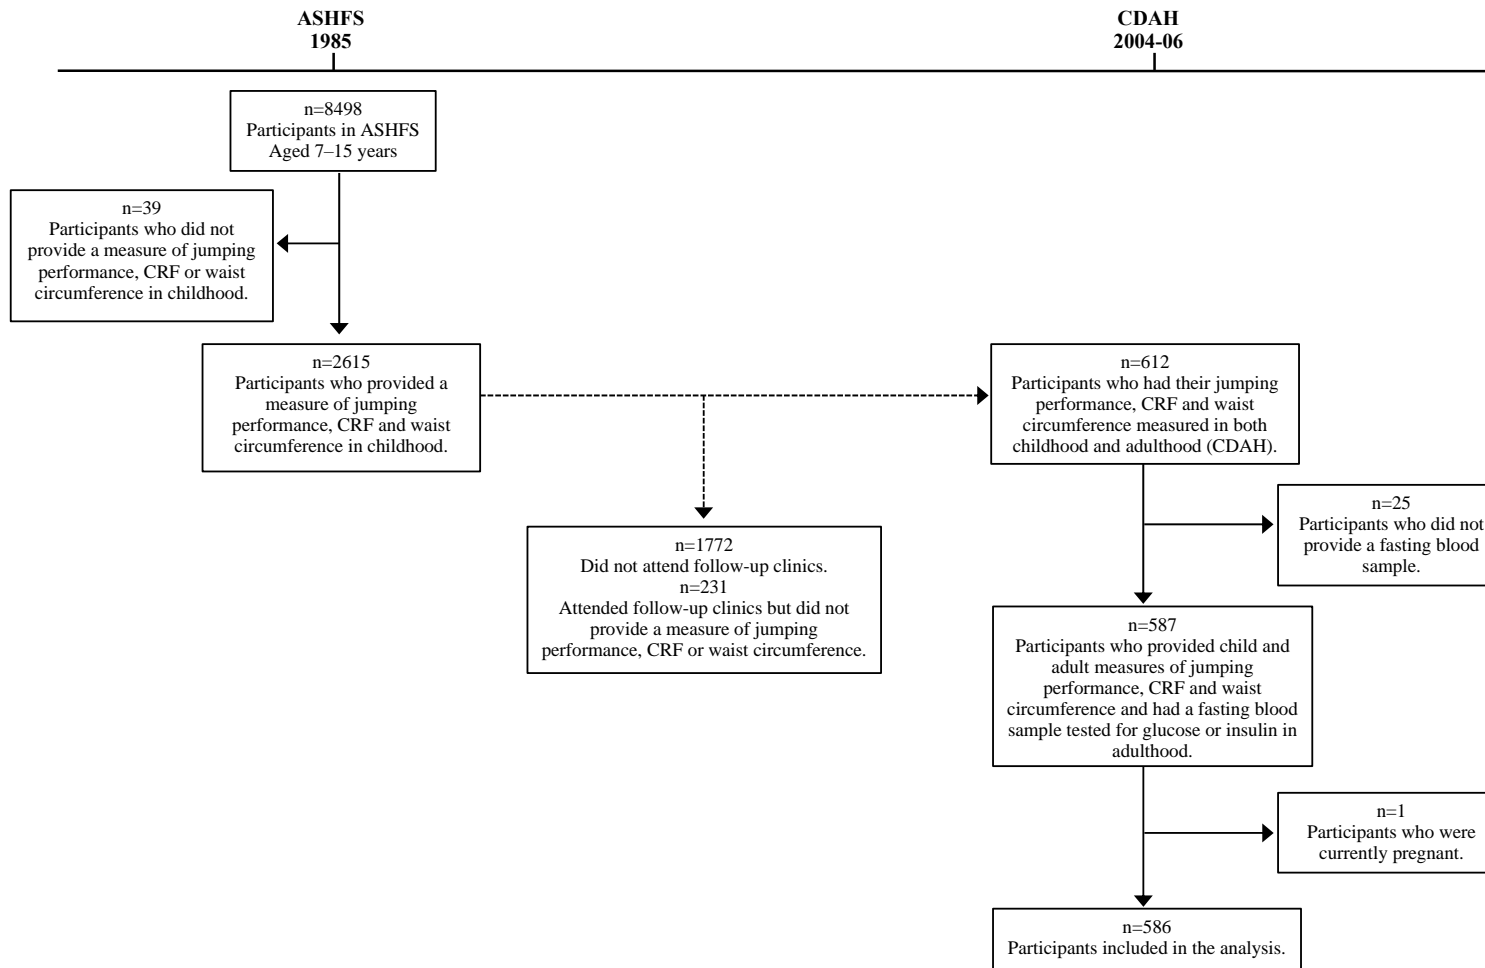 ASHFS
1985
CDAH
2004-06
n=8498
Participants in ASHFS
Aged 7–15 years
n=39
Participants who did not
provide a measure of jumping
performance, CRF or waist
circumference in childhood.
n=2615
Participants who provided a
measure of jumping
performance, CRF and waist
circumference in childhood.
n=612
Participants who had their jumping
performance, CRF and waist
circumference measured in both
childhood and adulthood (CDAH).
n=25
Participants who did not
provide a fasting blood
sample.
n=1772
Did not attend follow-up clinics.
n=231
Attended follow-up clinics but did not
provide a measure of jumping
performance, CRF or waist circumference.
n=587
Participants who provided child and
adult measures of jumping
performance, CRF and waist
circumference and had a fasting blood
sample tested for glucose or insulin in
adulthood.
n=1
Participants who were
currently pregnant.
n=586
Participants included in the analysis.